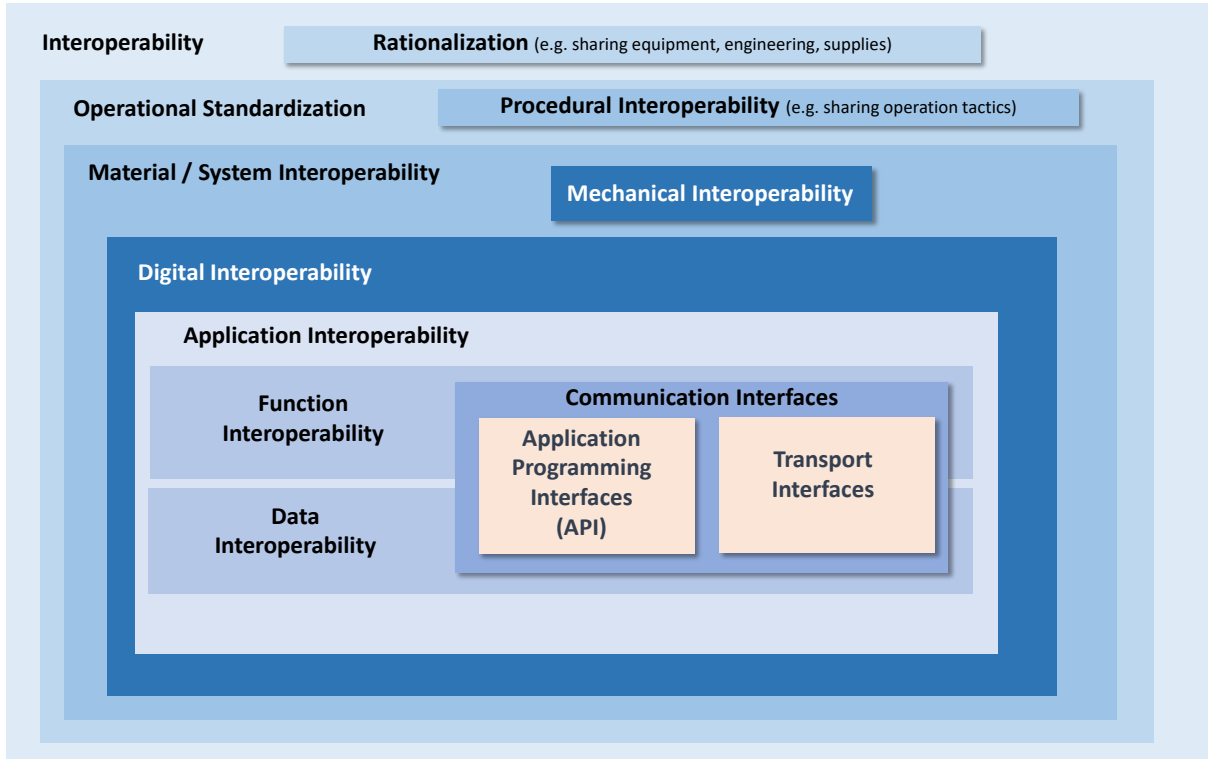 Interoperability
Rationalization (e.g. sharing equipment, engineering, supplies)
Operational Standardization
Procedural Interoperability (e.g. sharing operation tactics)
Material / System Interoperability
Mechanical Interoperability
Digital Interoperability
Application Interoperability
Function
Interoperability
Communication Interfaces
Application
Programming
Interfaces
(API)
Transport
Interfaces
Data
Interoperability